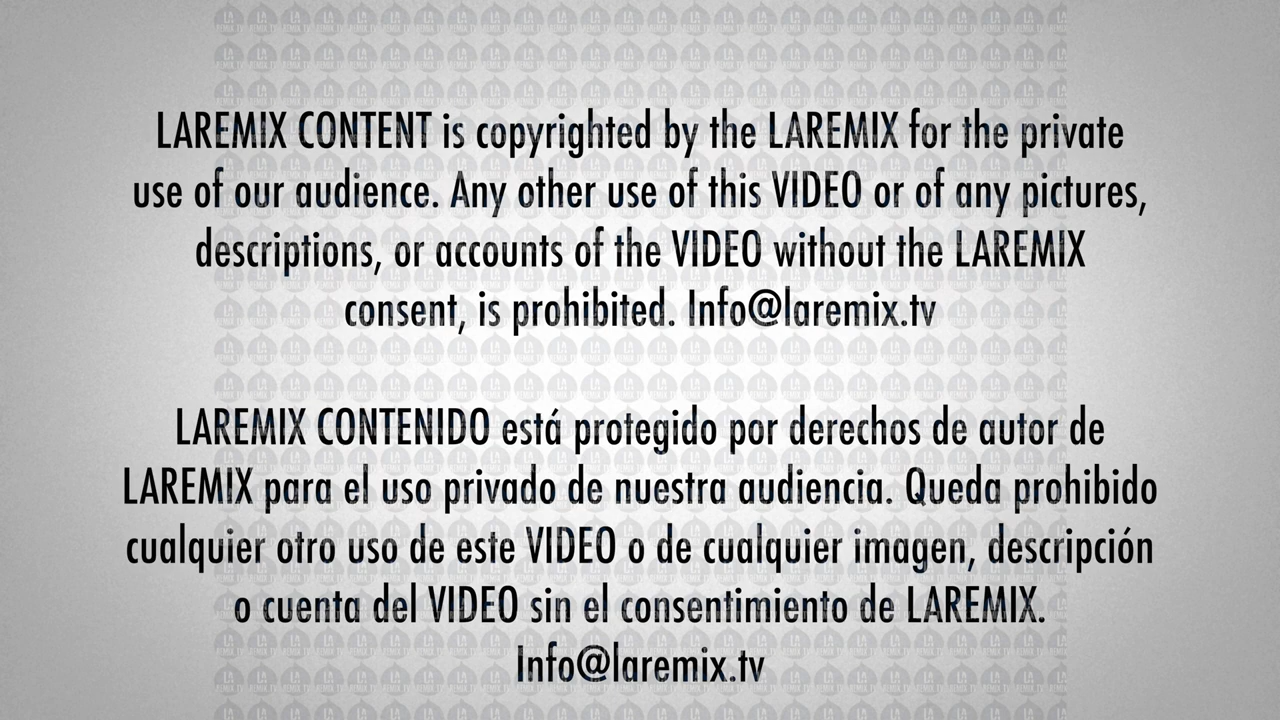 LAREMIX CONTENT is copyrighted by the LAREMIX for the private
use of our audience. Any other use of this VIDEO or of any pictures,
descriptions, or accounts of the VIDEO without the LAREMIX
consent, is prohibited. Info@laremix.tv
LAREMIX CONTENIDO está protegido por derechos de autor de
LAREMIX para el uso privado de nuestra audiencia. Queda prohibido
cualquier otro uso de este VIDEO o de cualquier imagen, descripción
o cuenta del VIDEO sin el consentimiento de LAREMIX.
Info@laremix.tv